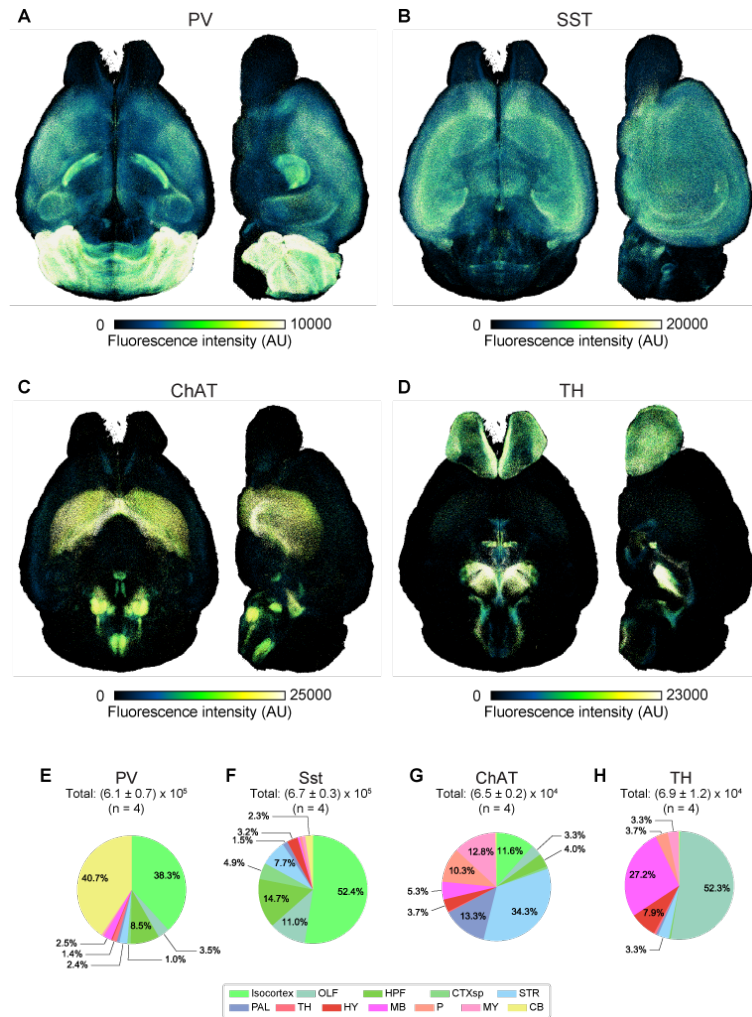 A PV
B SST
0 10000
Fluorescence intensity (AU)
0 20000
Fluorescence intensity (AU)
C ChAT
D TH
0 25000
Fluorescence intensity (AU)
0 23000
Fluorescence intensity (AU)
E PV
Total: (6.1 ± 0.7) x 10⁵
(n = 4)
40.7%
38.3%
8.5%
2.5%
1.4%
2.4%
1.0%
3.5%
F Sst
Total: (6.7 ± 0.3) x 10⁵
(n = 4)
2.3%
3.2%
1.5%
7.7%
4.9%
14.7%
11.0%
52.4%
G ChAT
Total: (6.5 ± 0.2) x 10⁴
(n = 4)
12.8%
11.6%
3.3%
4.0%
10.3%
5.3%
3.7%
13.3%
34.3%
H TH
Total: (6.9 ± 1.2) x 10⁴
(n = 4)
3.3%
3.7%
27.2%
52.3%
7.9%
3.3%
Isocortex OLF HPF CTXsp STR
PAL TH HY MB P MY CB